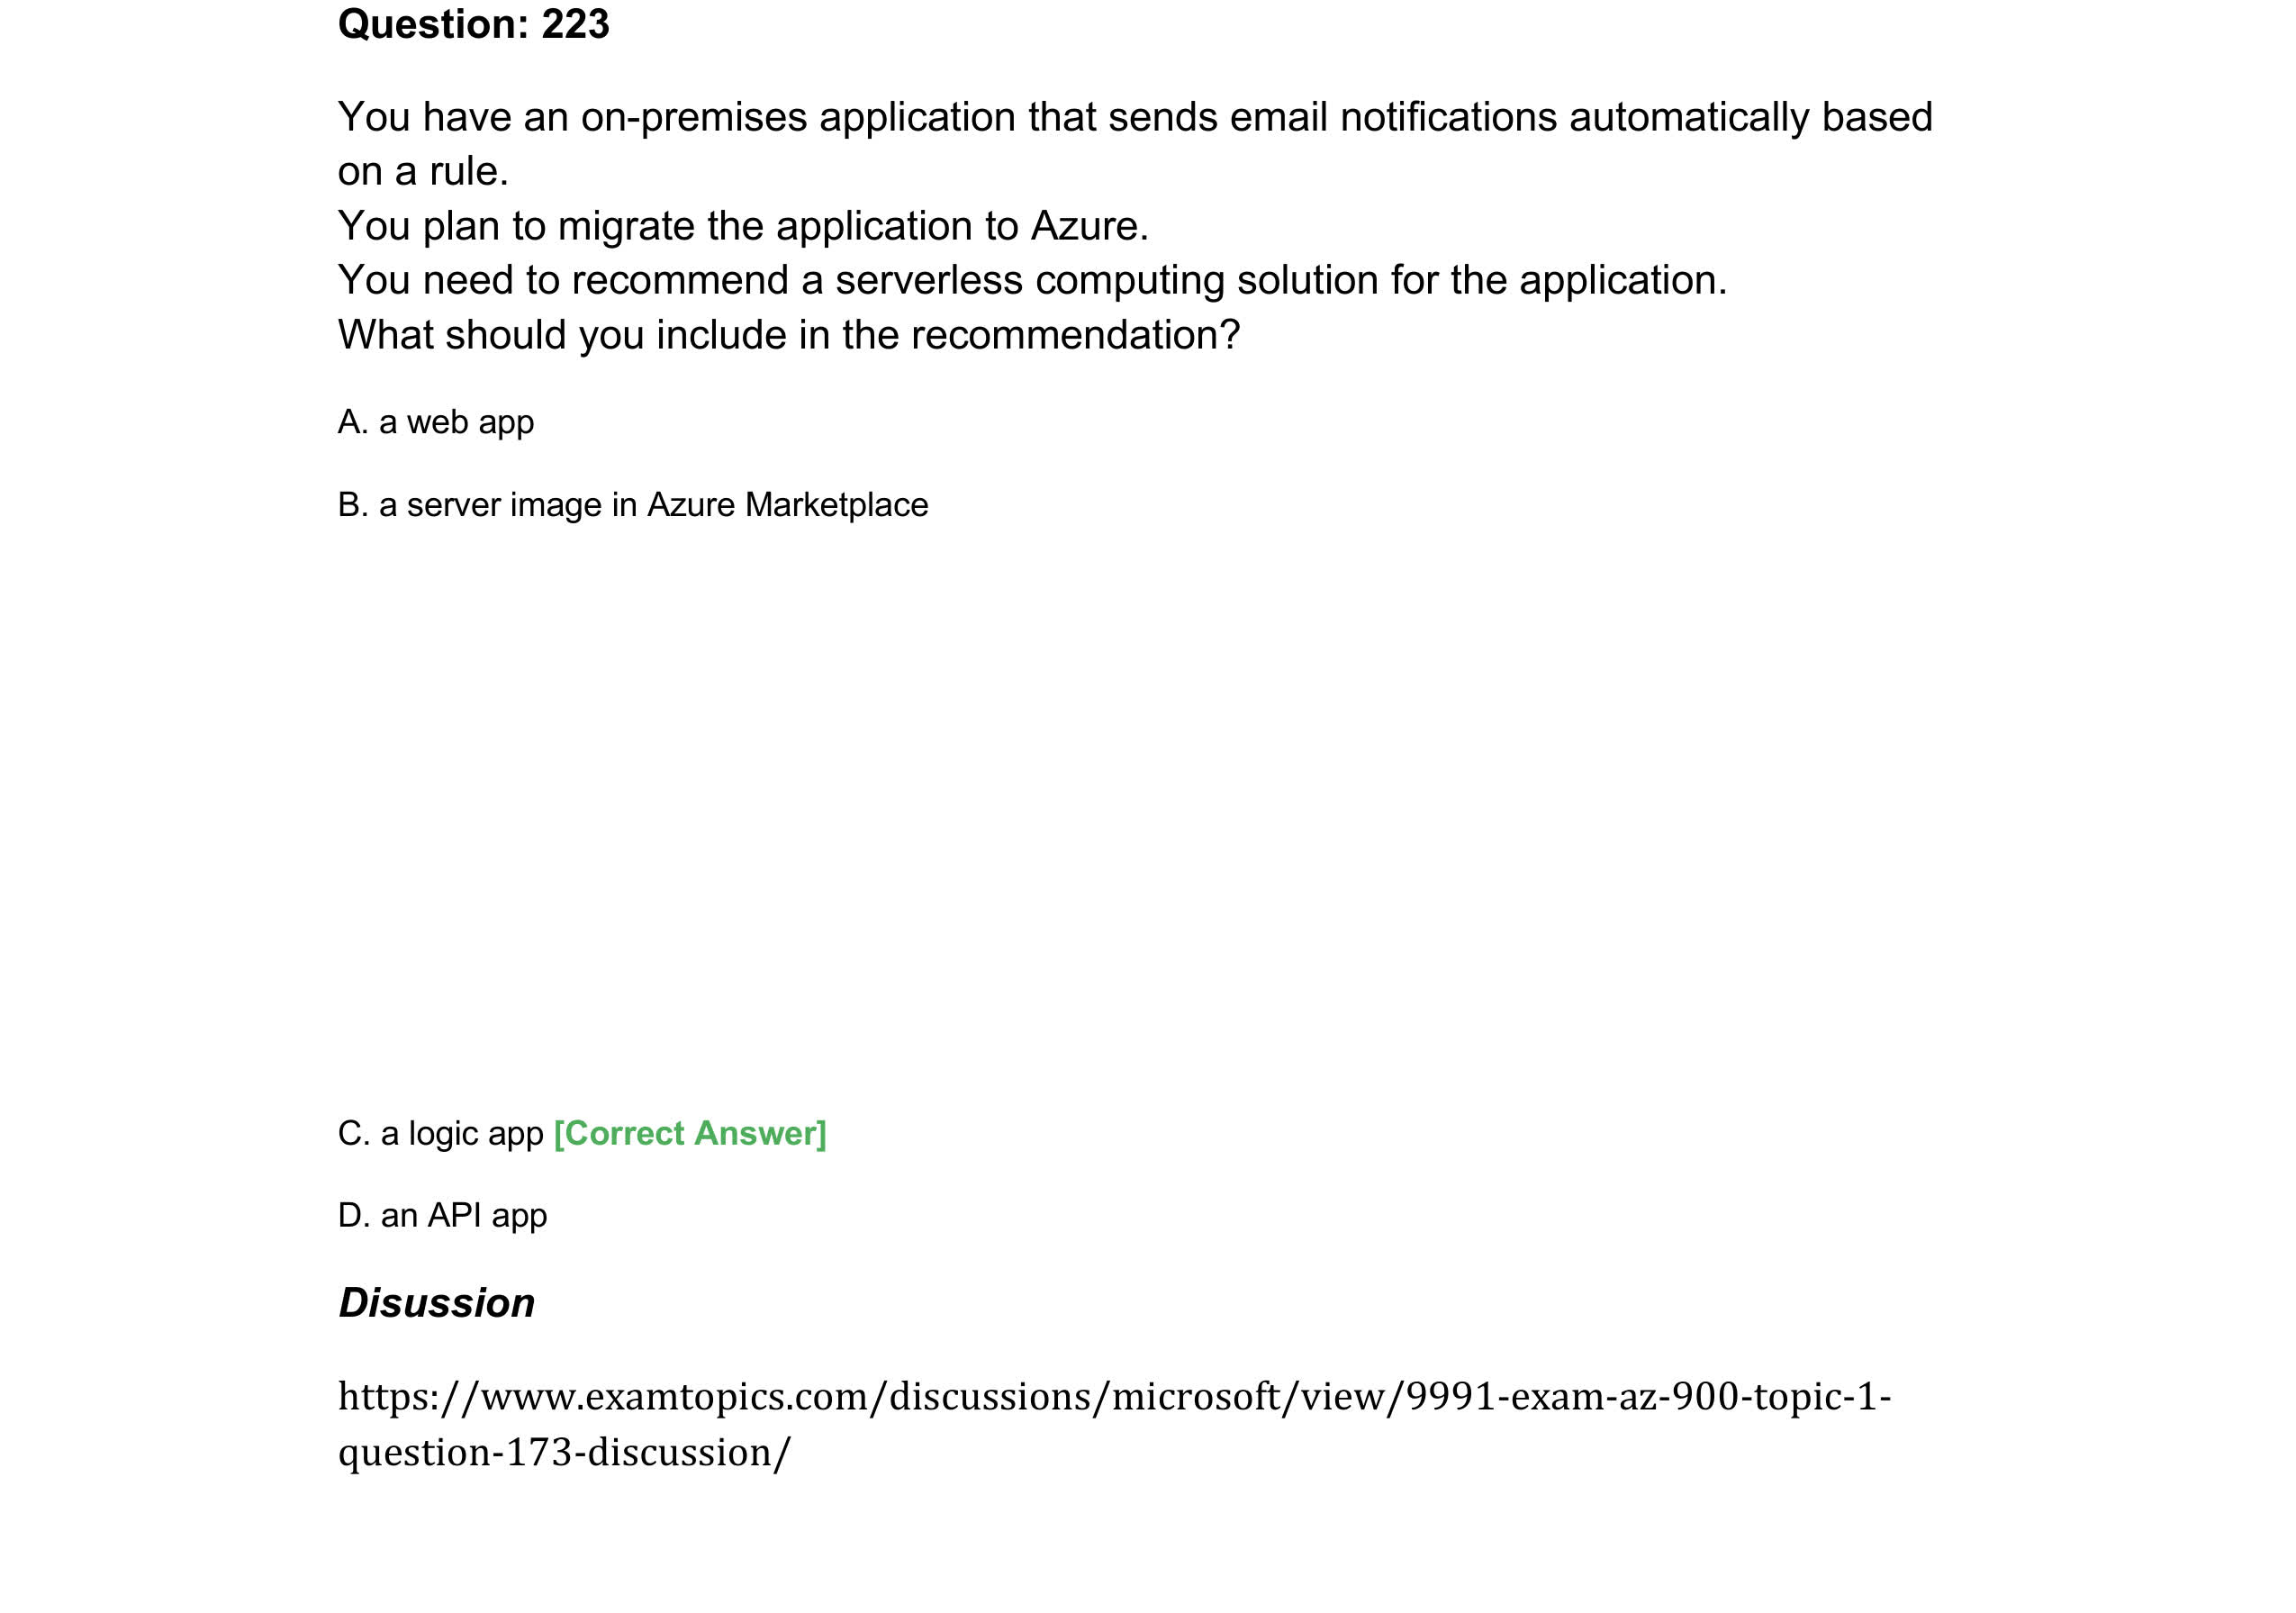 Question: 223
You have an on-premises application that sends email notifications automatically based
on a rule.
You plan to migrate the application to Azure.
You need to recommend a serverless computing solution for the application.
What should you include in the recommendation?
A. a web app
B. a server image in Azure Marketplace
C. a logic app [Correct Answer]
D. an API app
Disussion
https://www.examtopics.com/discussions/microsoft/view/9991-exam-az-900-topic-1-
question-173-discussion/